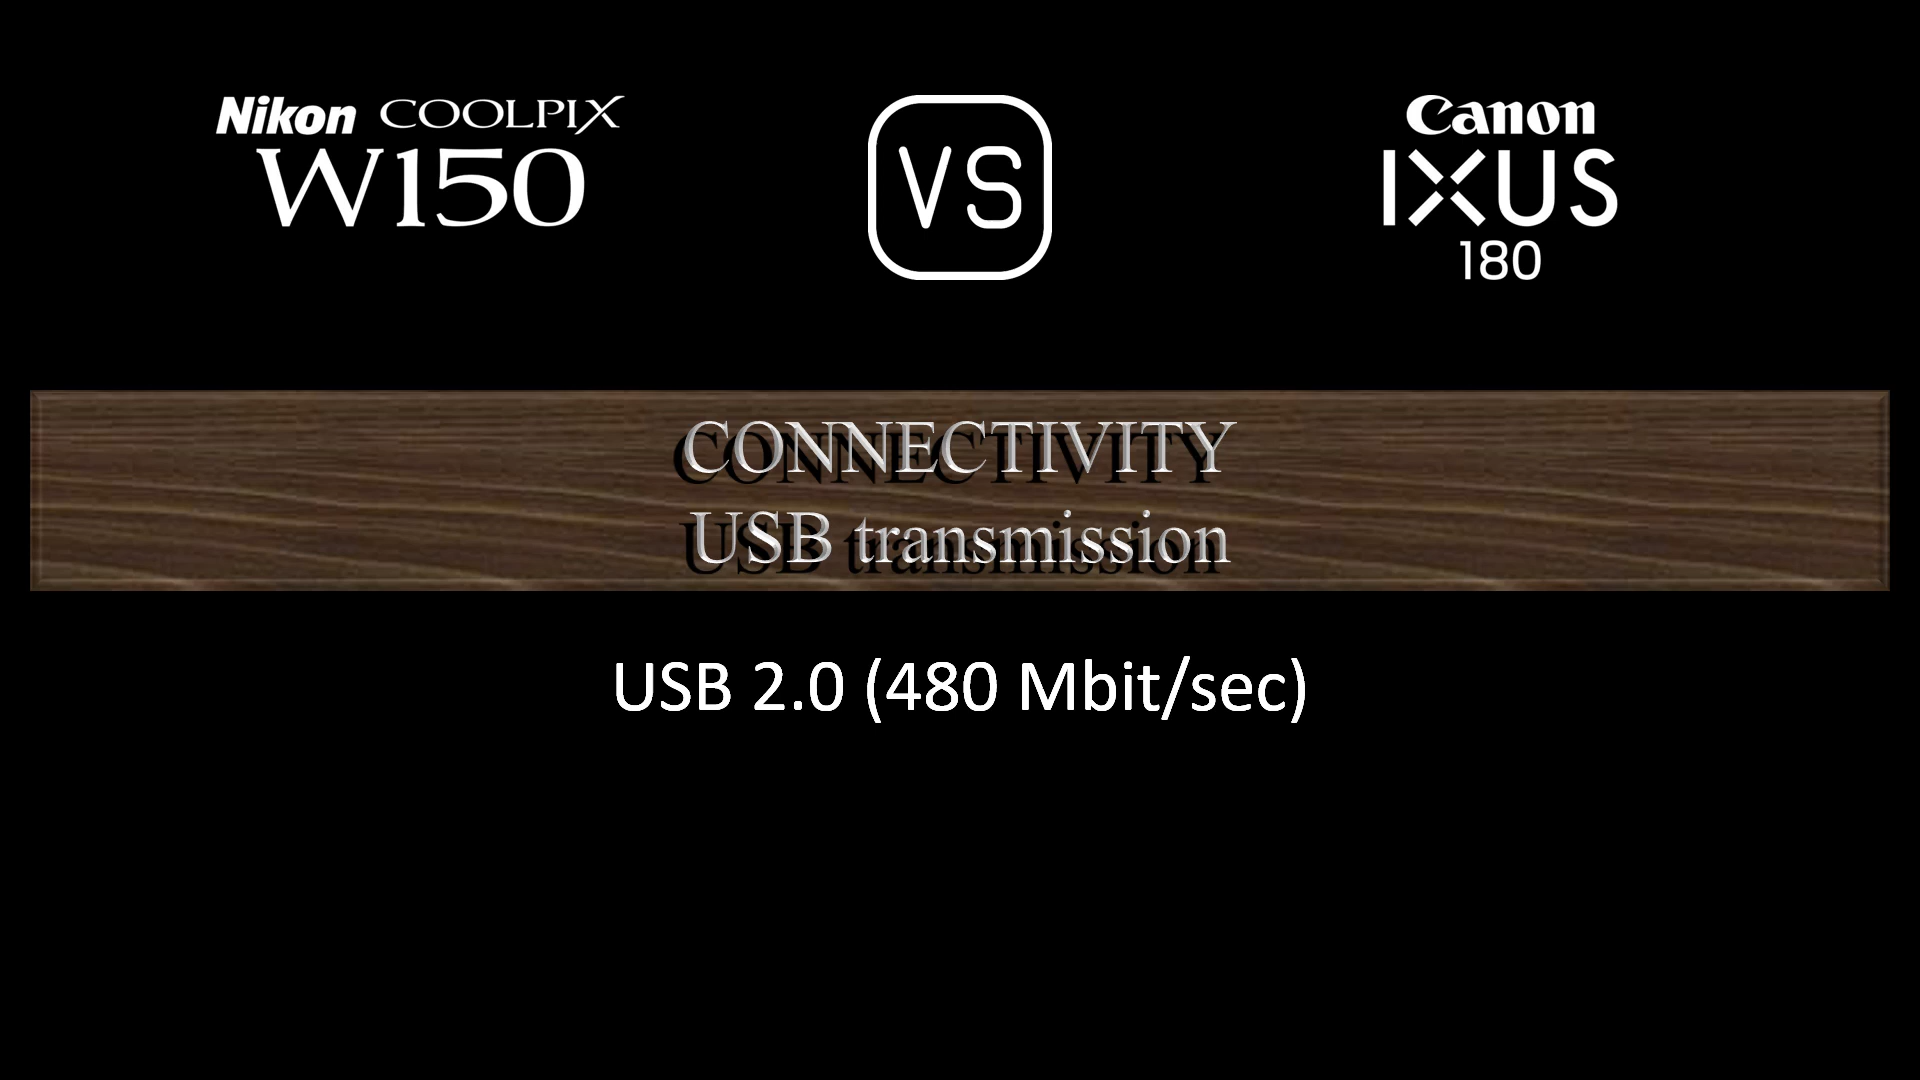 Nikon COOLPIX
W150
VS
Canon
IXUS
180
CONNECTIVITY
USB transmission
USB 2.0 (480 Mbit/sec)